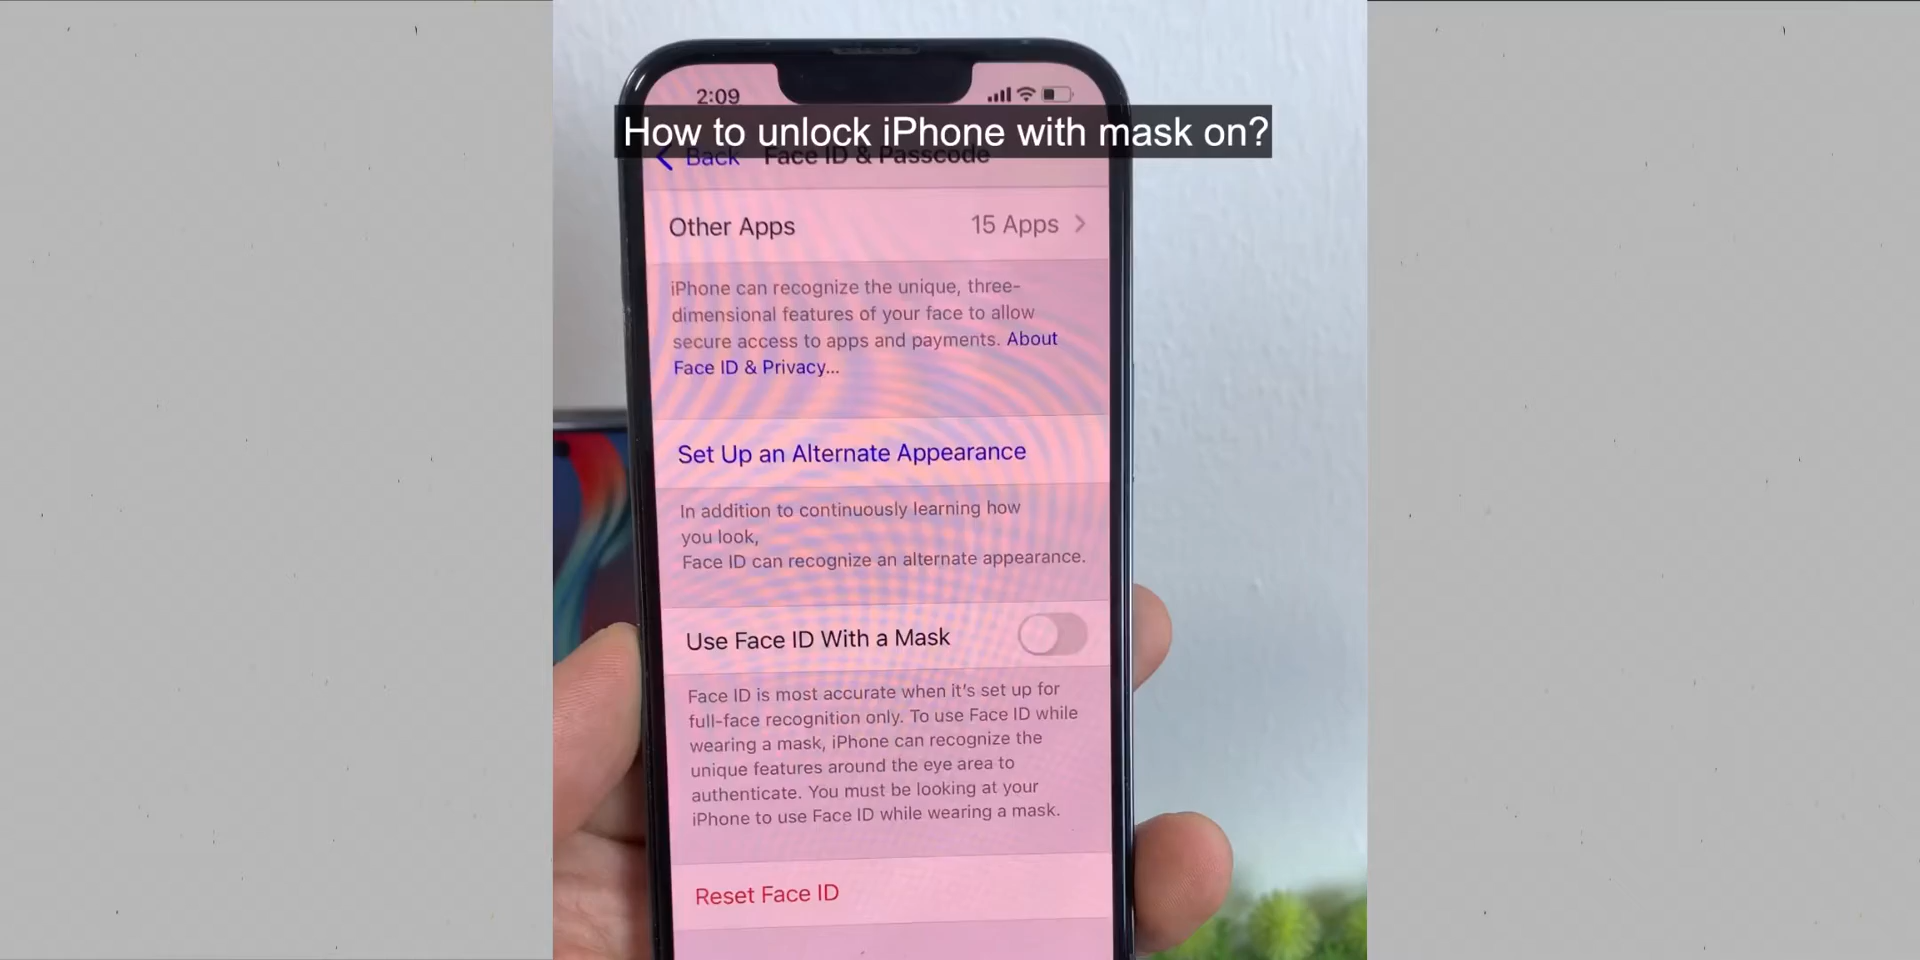 2:09
How to unlock iPhone with mask on?
Back Face ID & Passcode
Other Apps 15 Apps
iPhone can recognize the unique, three-
dimensional features of your face to allow
secure access to apps and payments. About
Face ID & Privacy...
Set Up an Alternate Appearance
In addition to continuously learning how
you look,
Face ID can recognize an alternate appearance.
Use Face ID With a Mask
Face ID is most accurate when it's set up for
full-face recognition only. To use Face ID while
wearing a mask, iPhone can recognize the
unique features around the eye area to
authenticate. You must be looking at your
iPhone to use Face ID while wearing a mask.
Reset Face ID